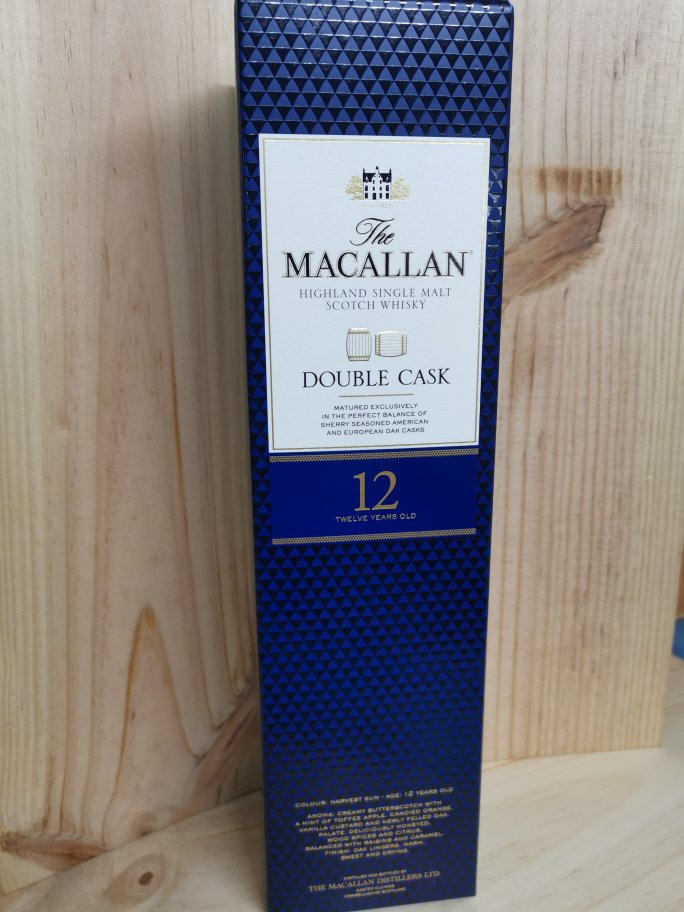 The
MACALLAN
HIGHLAND SINGLE MALT
SCOTCH WHISKY
DOUBLE CASK
MATURED EXCLUSIVELY
IN THE PERFECT BALANCE OF
SHERRY SEASONED AMERICAN
AND EUROPEAN OAK CASKS
12
TWELVE YEARS OLD
COLOUR: HARVEST SUN - AGE: 12 YEARS OLD
AROMA: CREAMY BUTTERSCOTCH WITH
A HINT OF TOFFEE APPLE, CANDIED ORANGE,
VANILLA CUSTARD AND NEWLY FELLED OAK.
PALATE: DELICIOUSLY HONEYED,
WOOD SPICES AND CITRUS,
BALANCED WITH RAISINS AND CARAMEL.
FINISH: OAK LINGERS, WARM,
SWEET AND DRYING.
DISTILLED AND BOTTLED BY
THE MACALLAN DISTILLERS LTD.
EASTER ELCHIES
CRAIGELLACHIE SCOTLAND